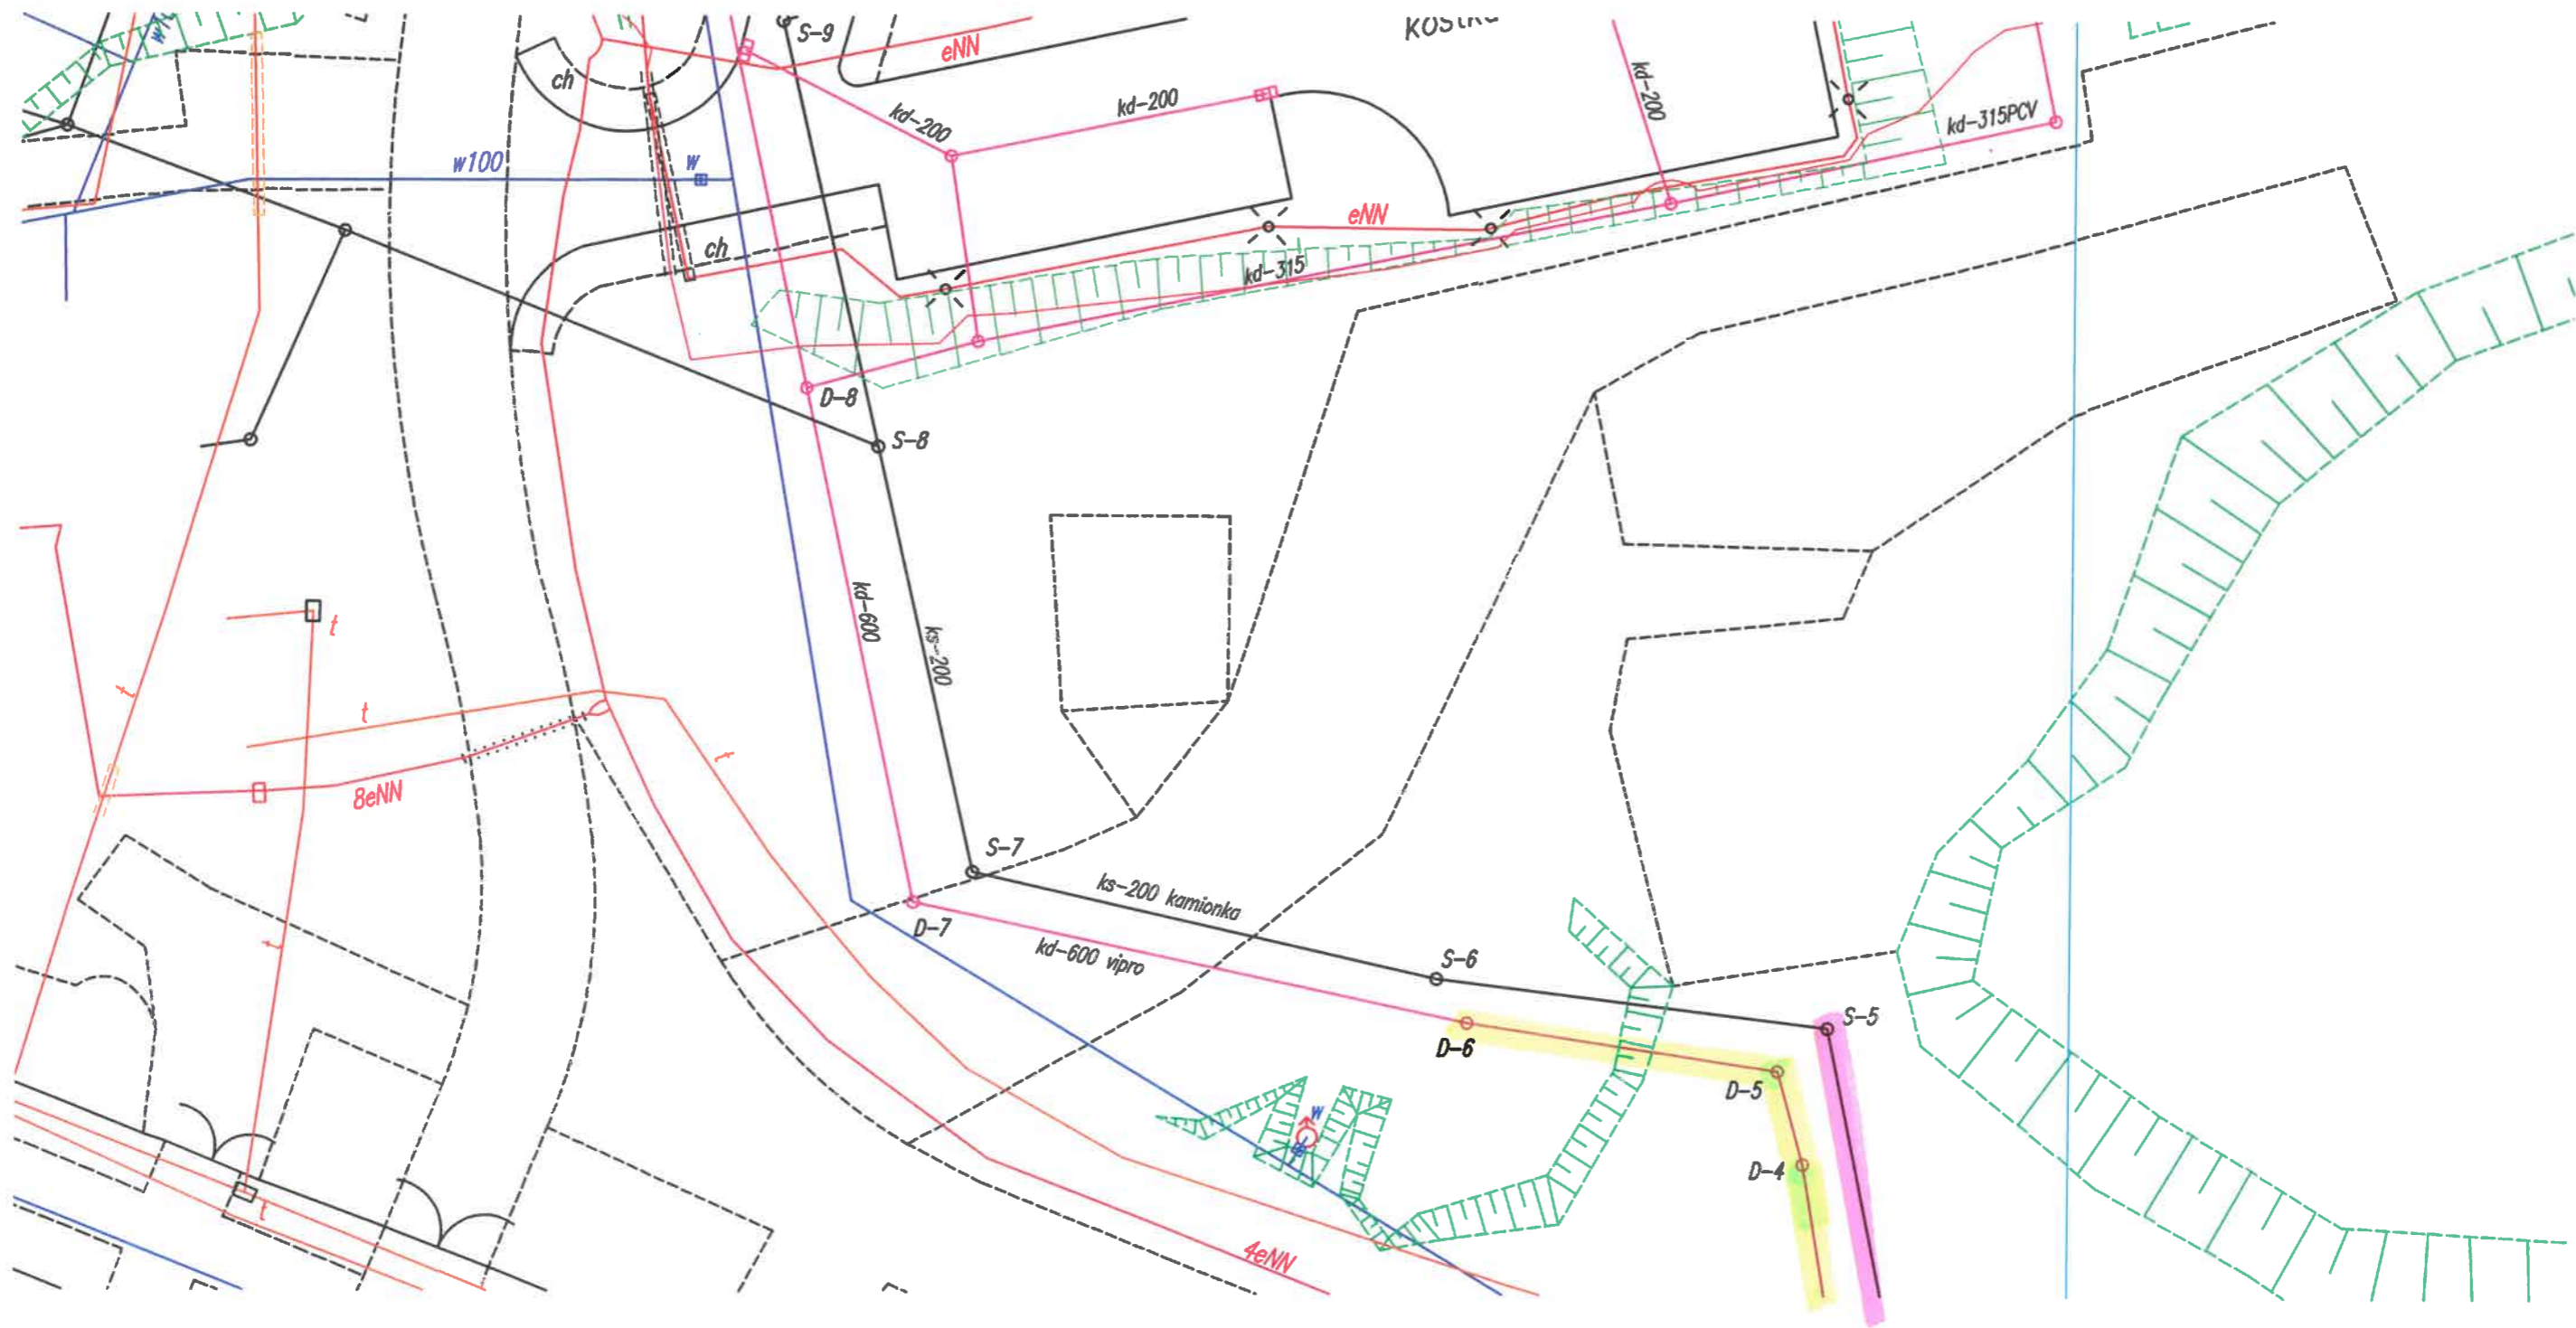 S-9
eNN
ch
kd-200
kd-200
kd-200
kd-315PCV
w100
w
eNN
ch
kd-315
D-8
S-8
kd-600
ks-200
t
t
t
t
8eNN
S-7
ks-200 kamionka
D-7
kd-600 vipro
t
S-6
S-5
D-6
D-5
w
D-4
t
4eNN